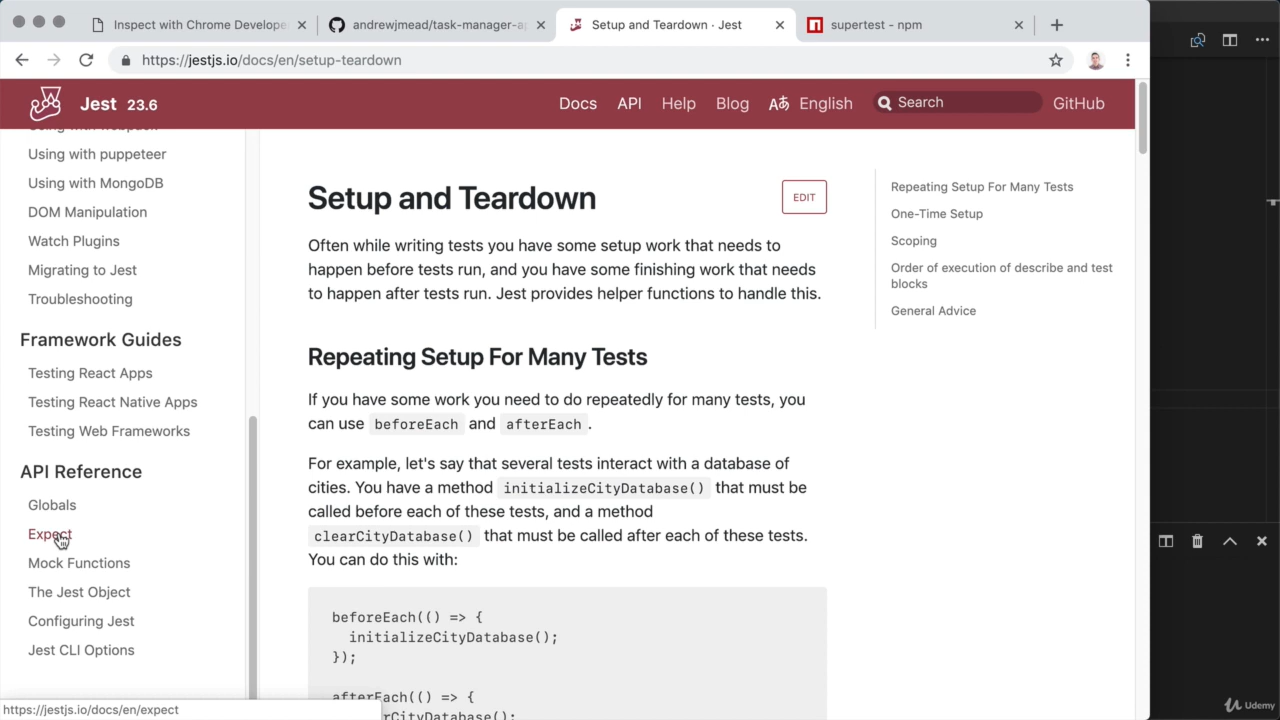 Inspect with Chrome Develope
andrewjmead/task-manager-a
Setup and Teardown · Jest
supertest - npm
https://jestjs.io/docs/en/setup-teardown
Jest 23.6
Docs
API
Help
Blog
English
Search
GitHub
Using with webpack
Using with puppeteer
Using with MongoDB
DOM Manipulation
Watch Plugins
Migrating to Jest
Troubleshooting
Framework Guides
Testing React Apps
Testing React Native Apps
Testing Web Frameworks
API Reference
Globals
Expect
Mock Functions
The Jest Object
Configuring Jest
Jest CLI Options
https://jestjs.io/docs/en/expect
Setup and Teardown
EDIT
Often while writing tests you have some setup work that needs to
happen before tests run, and you have some finishing work that needs
to happen after tests run. Jest provides helper functions to handle this.
Repeating Setup For Many Tests
If you have some work you need to do repeatedly for many tests, you
can use beforeEach and afterEach .
For example, let's say that several tests interact with a database of
cities. You have a method initializeCityDatabase() that must be
called before each of these tests, and a method
clearCityDatabase() that must be called after each of these tests.
You can do this with:
beforeEach(() => {
initializeCityDatabase();
});
afterEach(() => {
rCityDatabase();
Repeating Setup For Many Tests
One-Time Setup
Scoping
Order of execution of describe and test
blocks
General Advice
Udemy